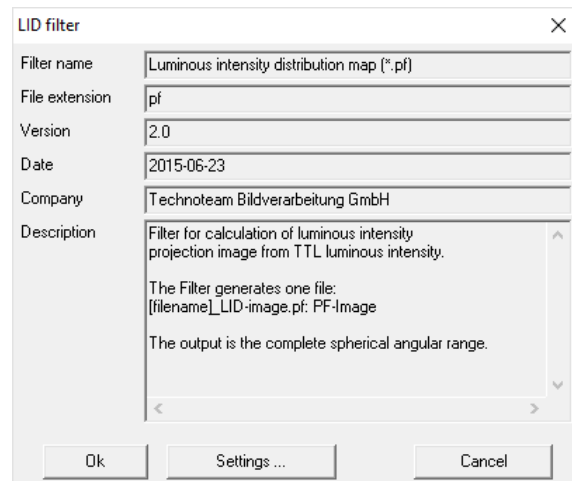 LID filter
Filter name
Luminous intensity distribution map (*.pf)
File extension
pf
Version
2.0
Date
2015-06-23
Company
Technoteam Bildverarbeitung GmbH
Description
Filter for calculation of luminous intensity
projection image from TTL luminous intensity.
The Filter generates one file:
[filename]_LID-image.pf: PF-Image
The output is the complete spherical angular range.
Ok
Settings ...
Cancel